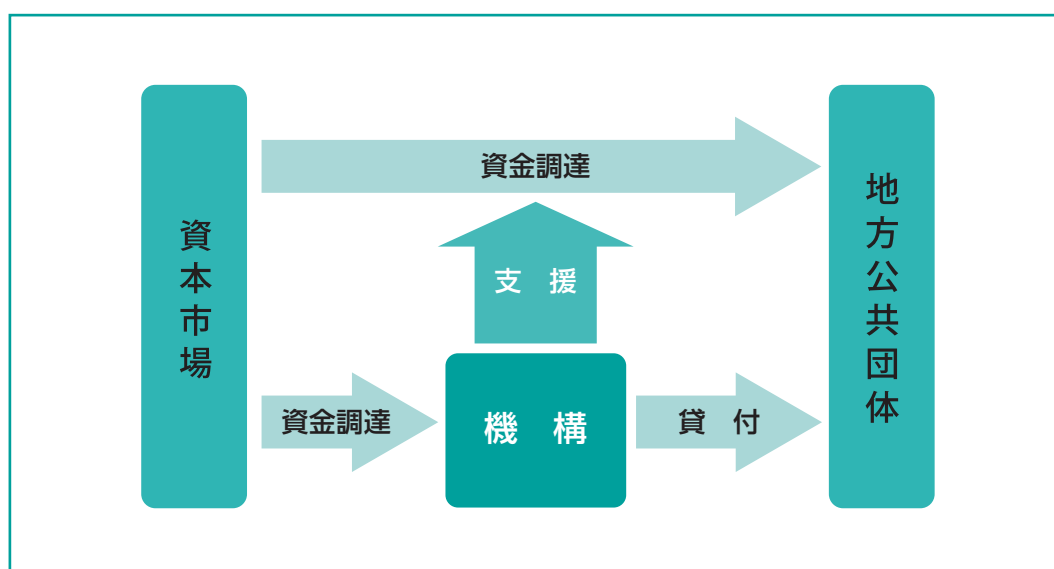 資本市場
資金調達
支　援
資金調達
機　構
貸　付
地方公共団体